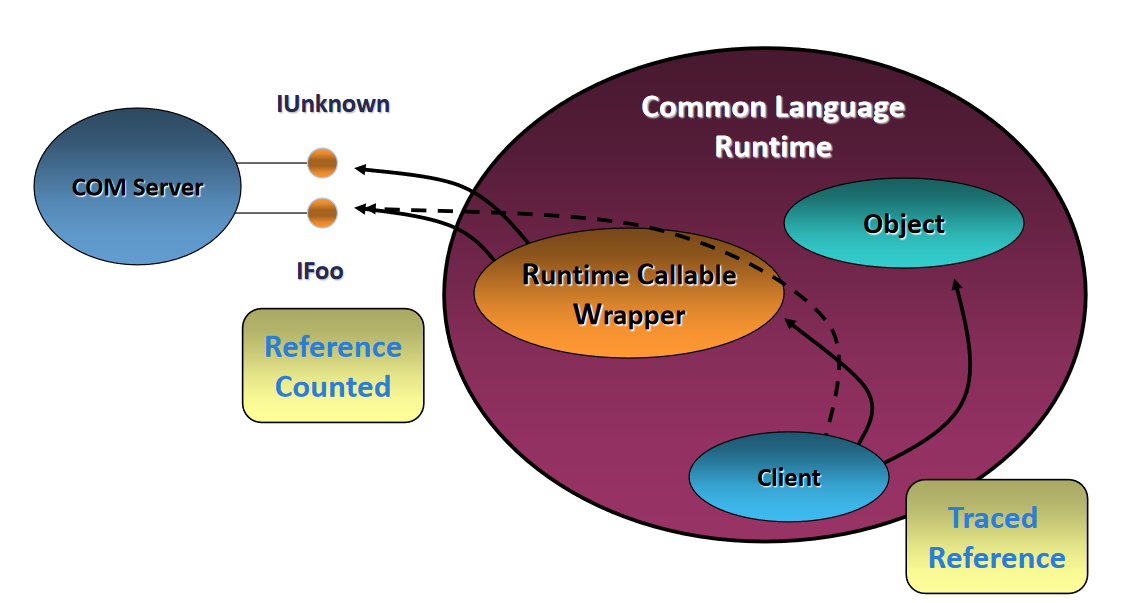 IUnknown
Common Language
Runtime
COM Server
Object
IFoo
Runtime Callable
Wrapper
Reference
Counted
Client
Traced
Reference